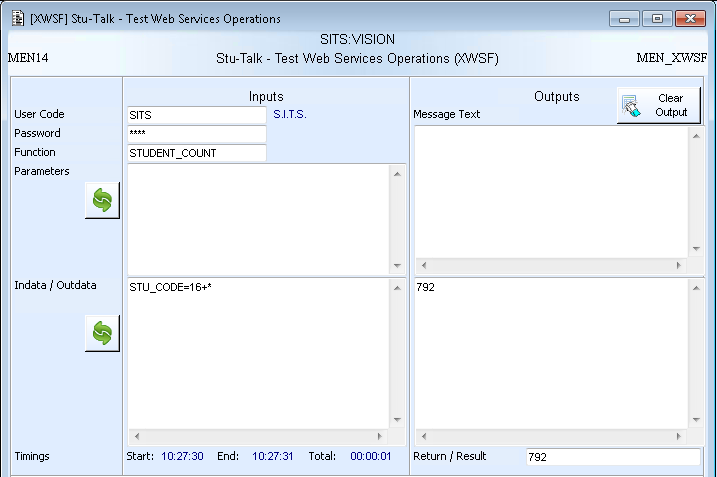 [XWSF] Stu-Talk - Test Web Services Operations
SITS:VISION
MEN14 Stu-Talk - Test Web Services Operations (XWSF) MEN_XWSF
Inputs Outputs
Clear
Output
User Code SITS S.I.T.S. Message Text
Password ****
Function STUDENT_COUNT
Parameters
Indata / Outdata STU_CODE=16+* 792
Timings Start: 10:27:30 End: 10:27:31 Total: 00:00:01 Return / Result 792